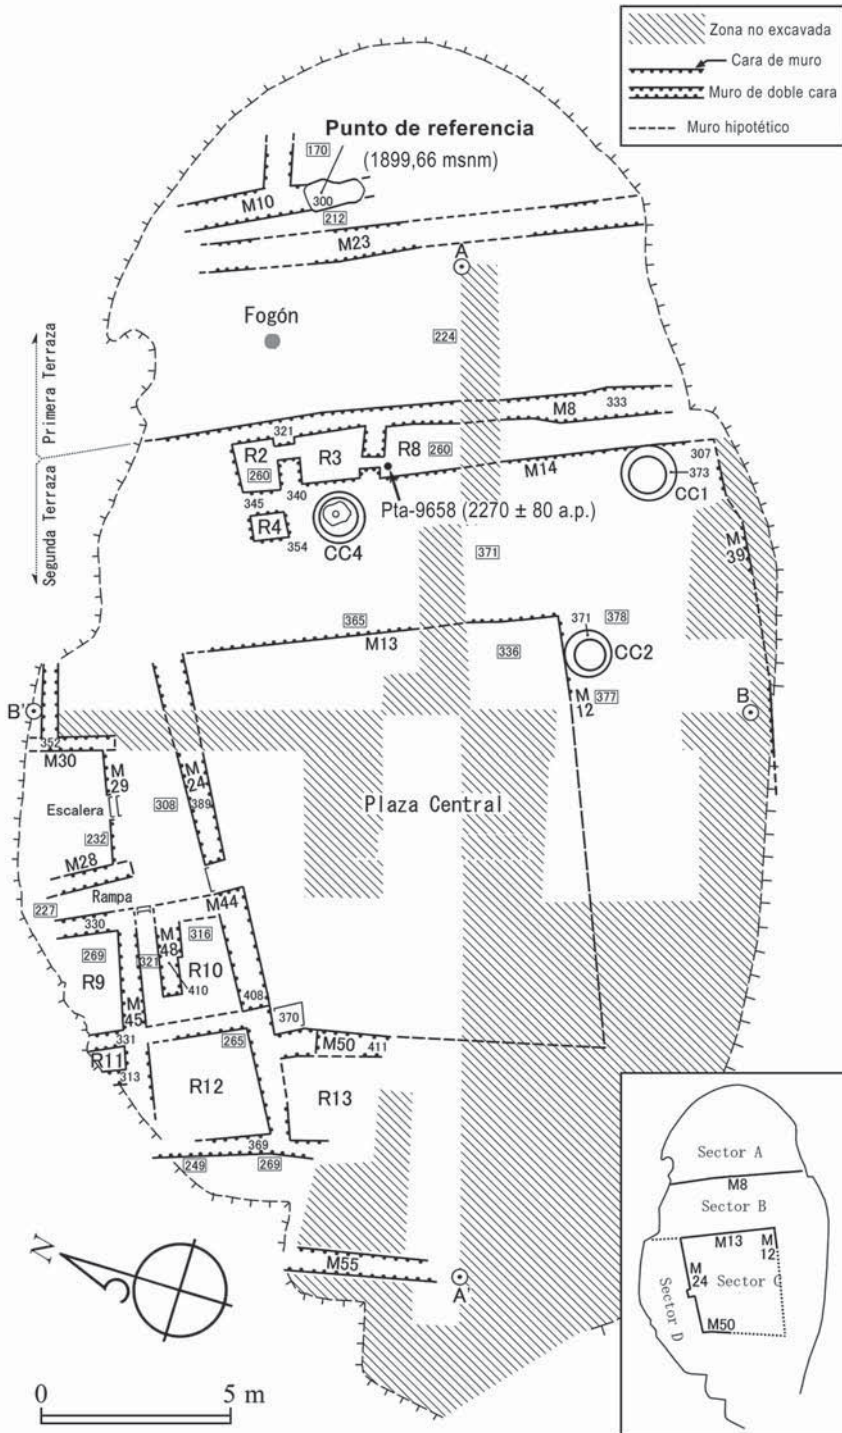 Zona no excavada
Cara de muro
Muro de doble cara
Muro hipotético
Punto de referencia
(1899,66 msnm)
170
M10
300
212
M23
A
Fogón
224
Primera Terraza
Segunda Terraza
M8
333
321
R2
260
R3
R8
260
M14
307
373
CC1
345
340
R4
354
CC4
Pta-9658 (2270 ± 80 a.p.)
371
M
39
365
M13
336
371
378
CC2
M
12
377
B'
B
352
M30
M
29
Escalera
308
M
24
389
Plaza Central
232
M28
Rampa
227
330
M44
269
R9
321
M
48
316
R10
410
M
45
408
370
331
R11
313
265
R12
M50
411
R13
369
249
269
M55
A'
N
0 5 m
Sector A
M8
Sector B
M13
M
12
M
24
Sector C
Sector D
M50